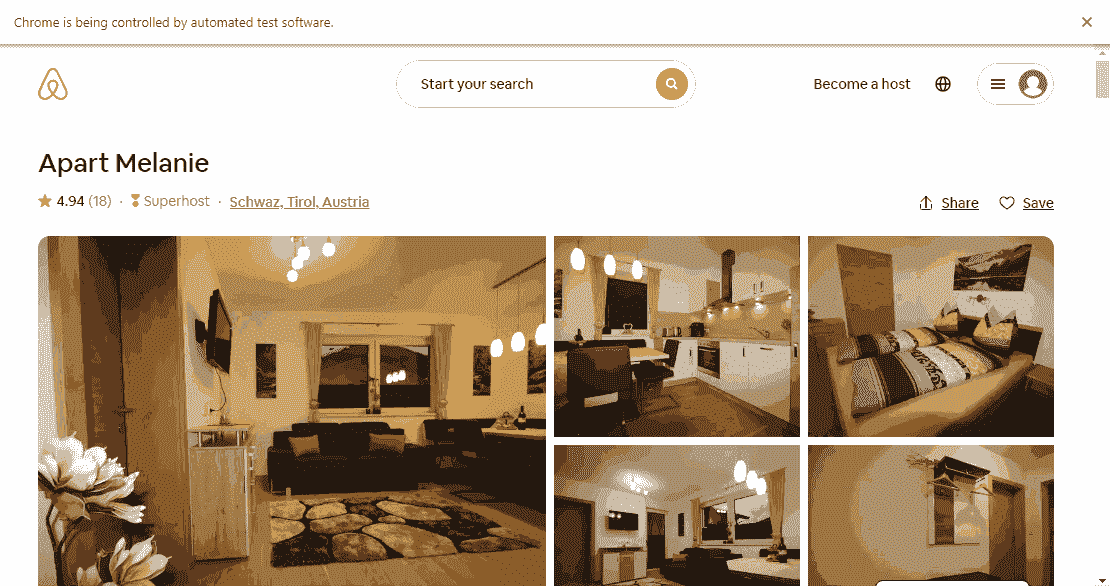 Chrome is being controlled by automated test software.
Start your search
Become a host
Apart Melanie
4.94 (18) · Superhost · Schwaz, Tirol, Austria
Share
Save